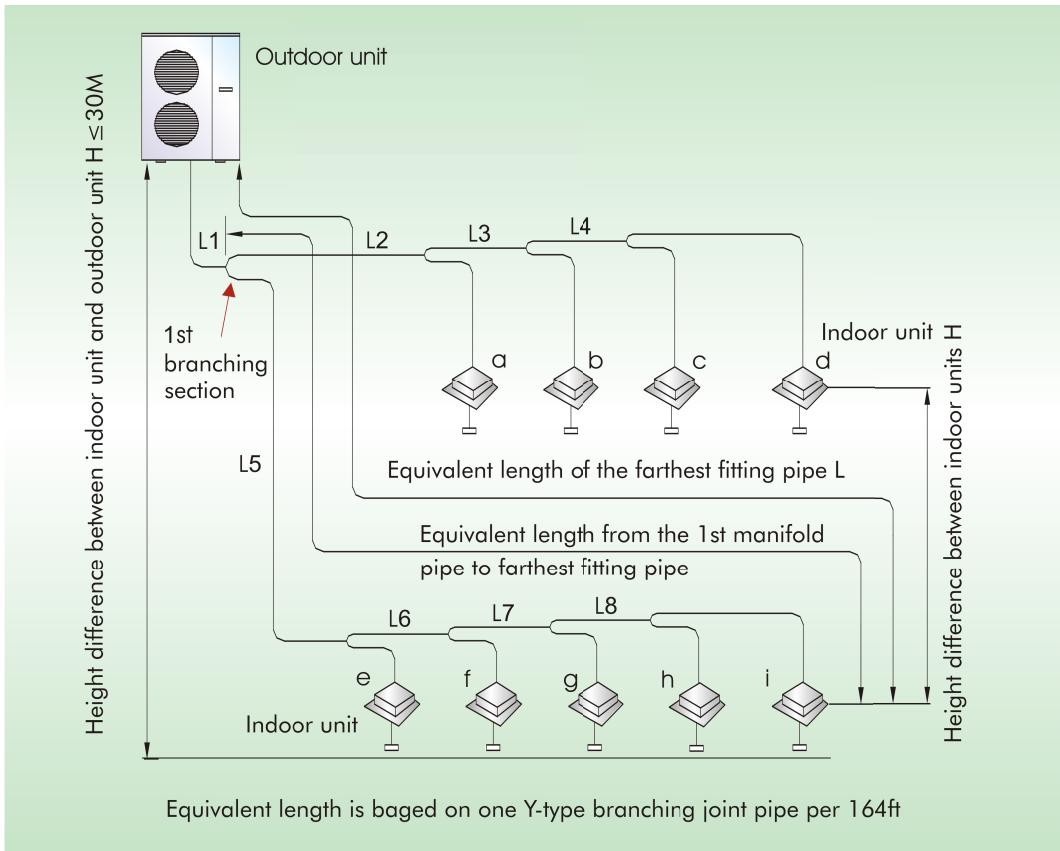 Outdoor unit
Height difference between indoor unit and outdoor unit H ≤ 30M
L1
L2
L3
L4
1st
branching
section
a
b
c
d
Indoor unit
Height difference between indoor units H
L5
Equivalent length of the farthest fitting pipe L
Equivalent length from the 1st manifold
pipe to farthest fitting pipe
L6
L7
L8
e
f
g
h
i
Indoor unit
Equivalent length is baged on one Y-type branching joint pipe per 164ft